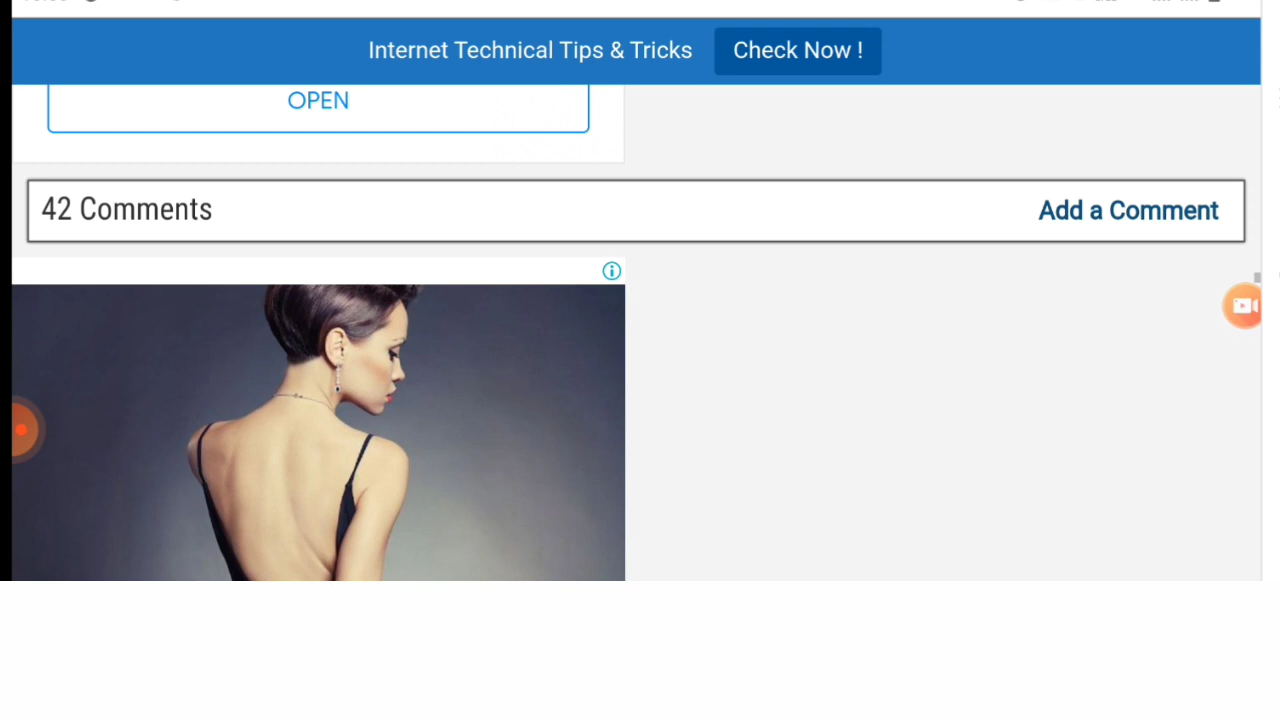 Internet Technical Tips & Tricks
Check Now !
OPEN
42 Comments
Add a Comment